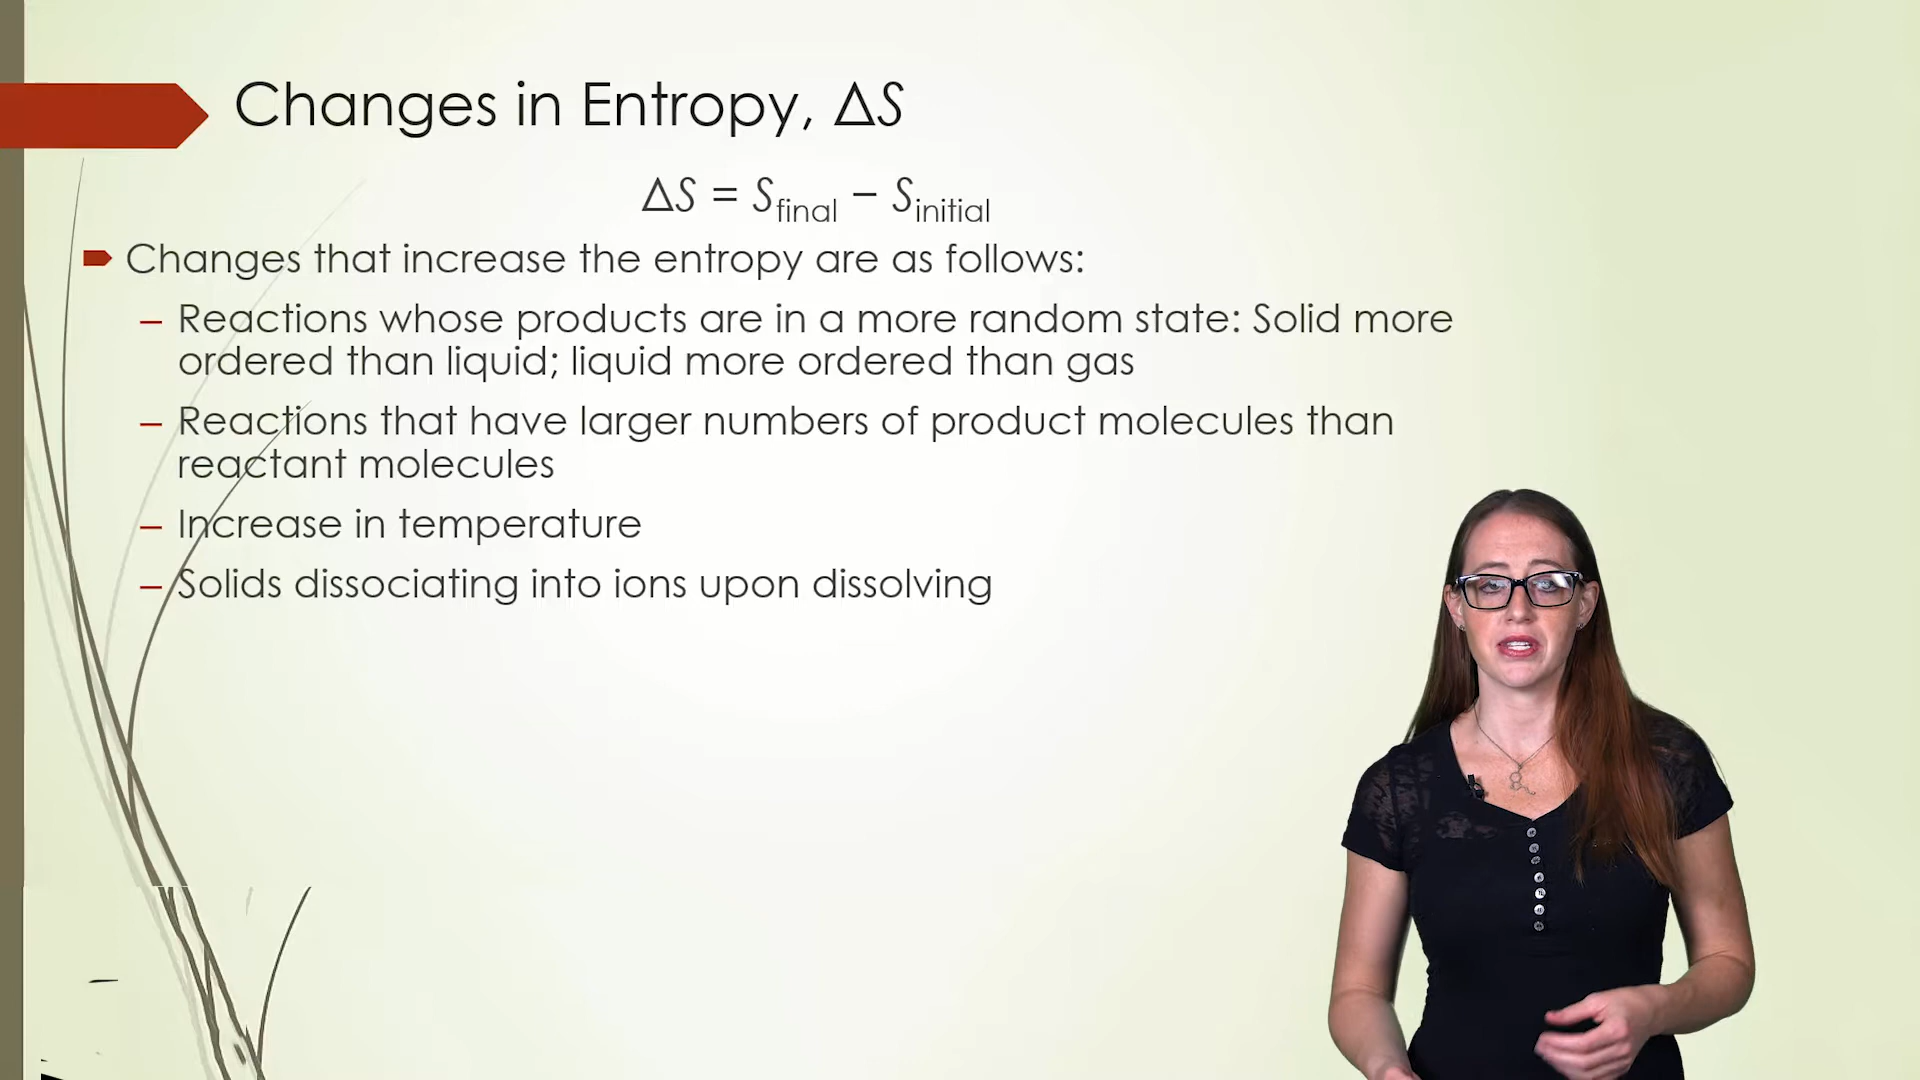 Changes in Entropy, ΔS
ΔS = Sfinal − Sinitial
Changes that increase the entropy are as follows:
– Reactions whose products are in a more random state: Solid more
ordered than liquid; liquid more ordered than gas
– Reactions that have larger numbers of product molecules than
reactant molecules
– Increase in temperature
– Solids dissociating into ions upon dissolving